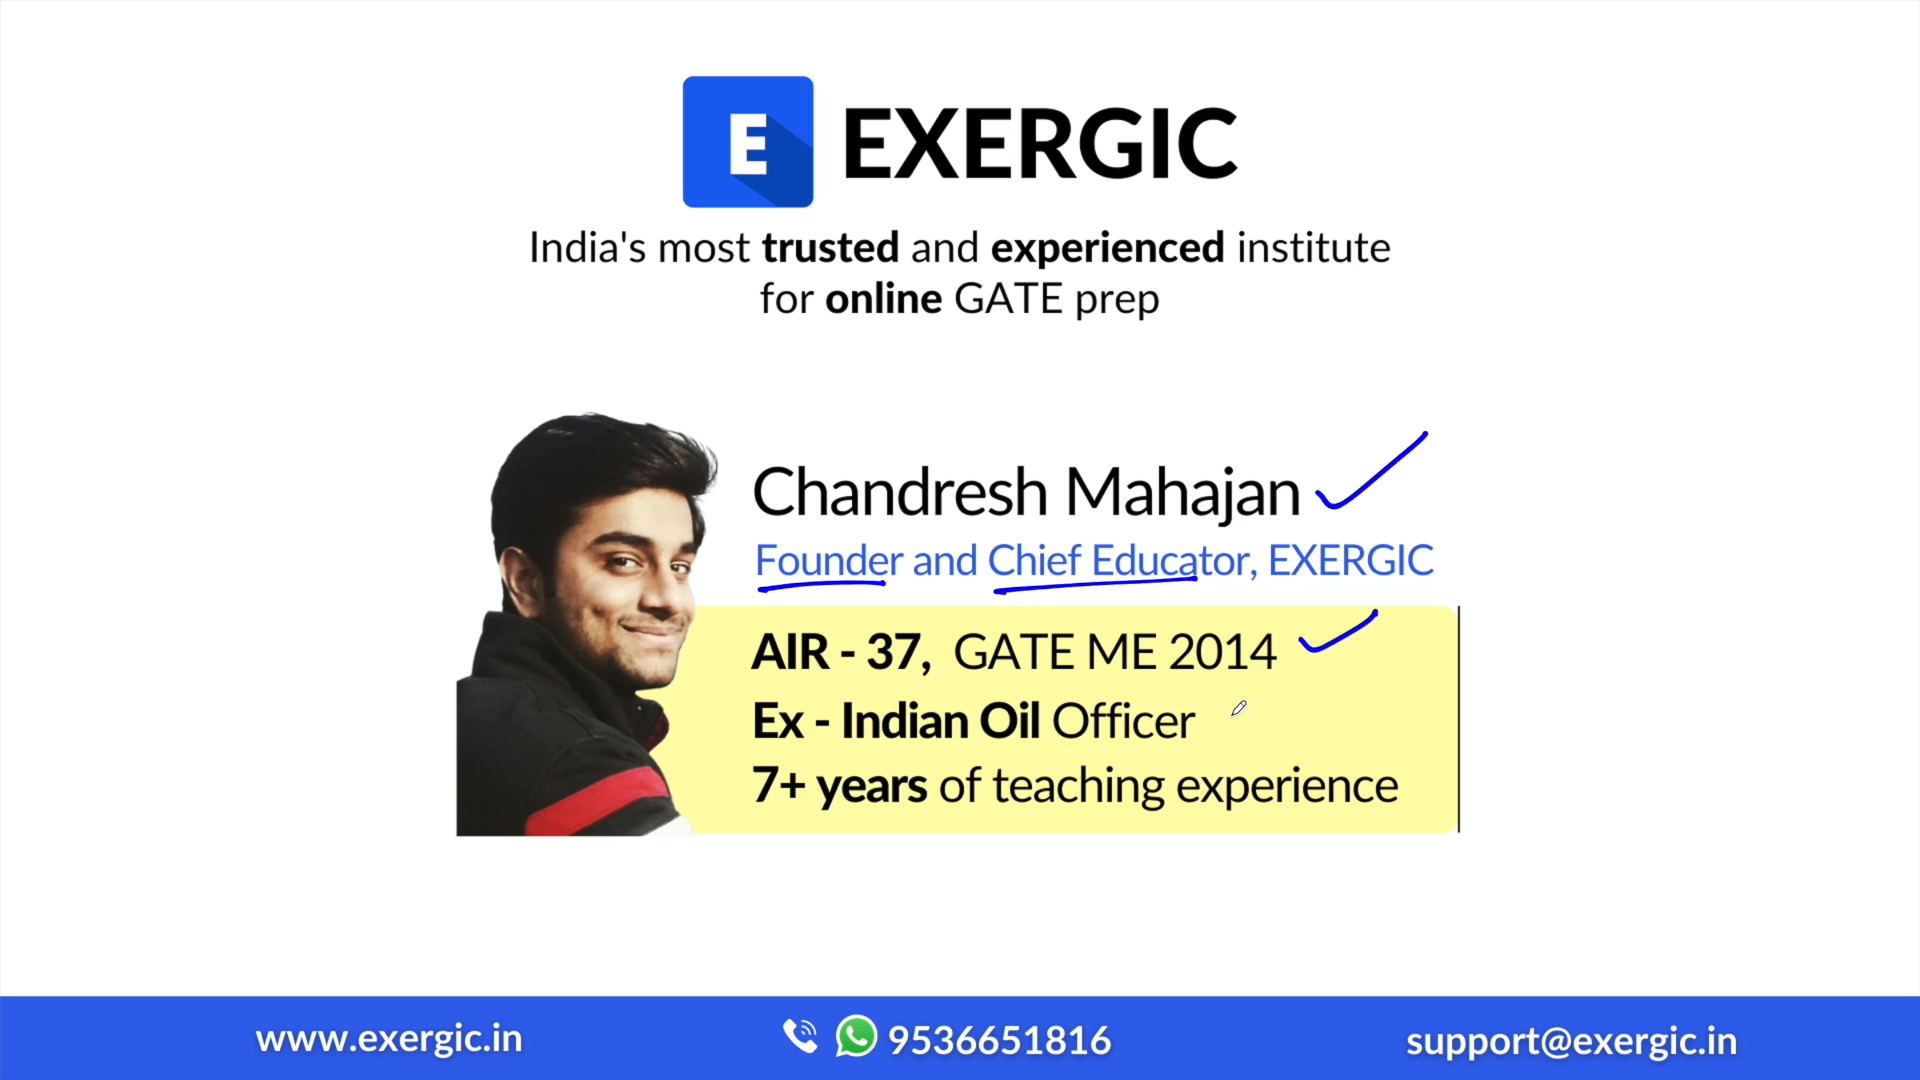 E EXERGIC
India's most trusted and experienced institute
for online GATE prep
Chandresh Mahajan
Founder and Chief Educator, EXERGIC
AIR - 37, GATE ME 2014
Ex - Indian Oil Officer
7+ years of teaching experience
www.exergic.in 9536651816 support@exergic.in